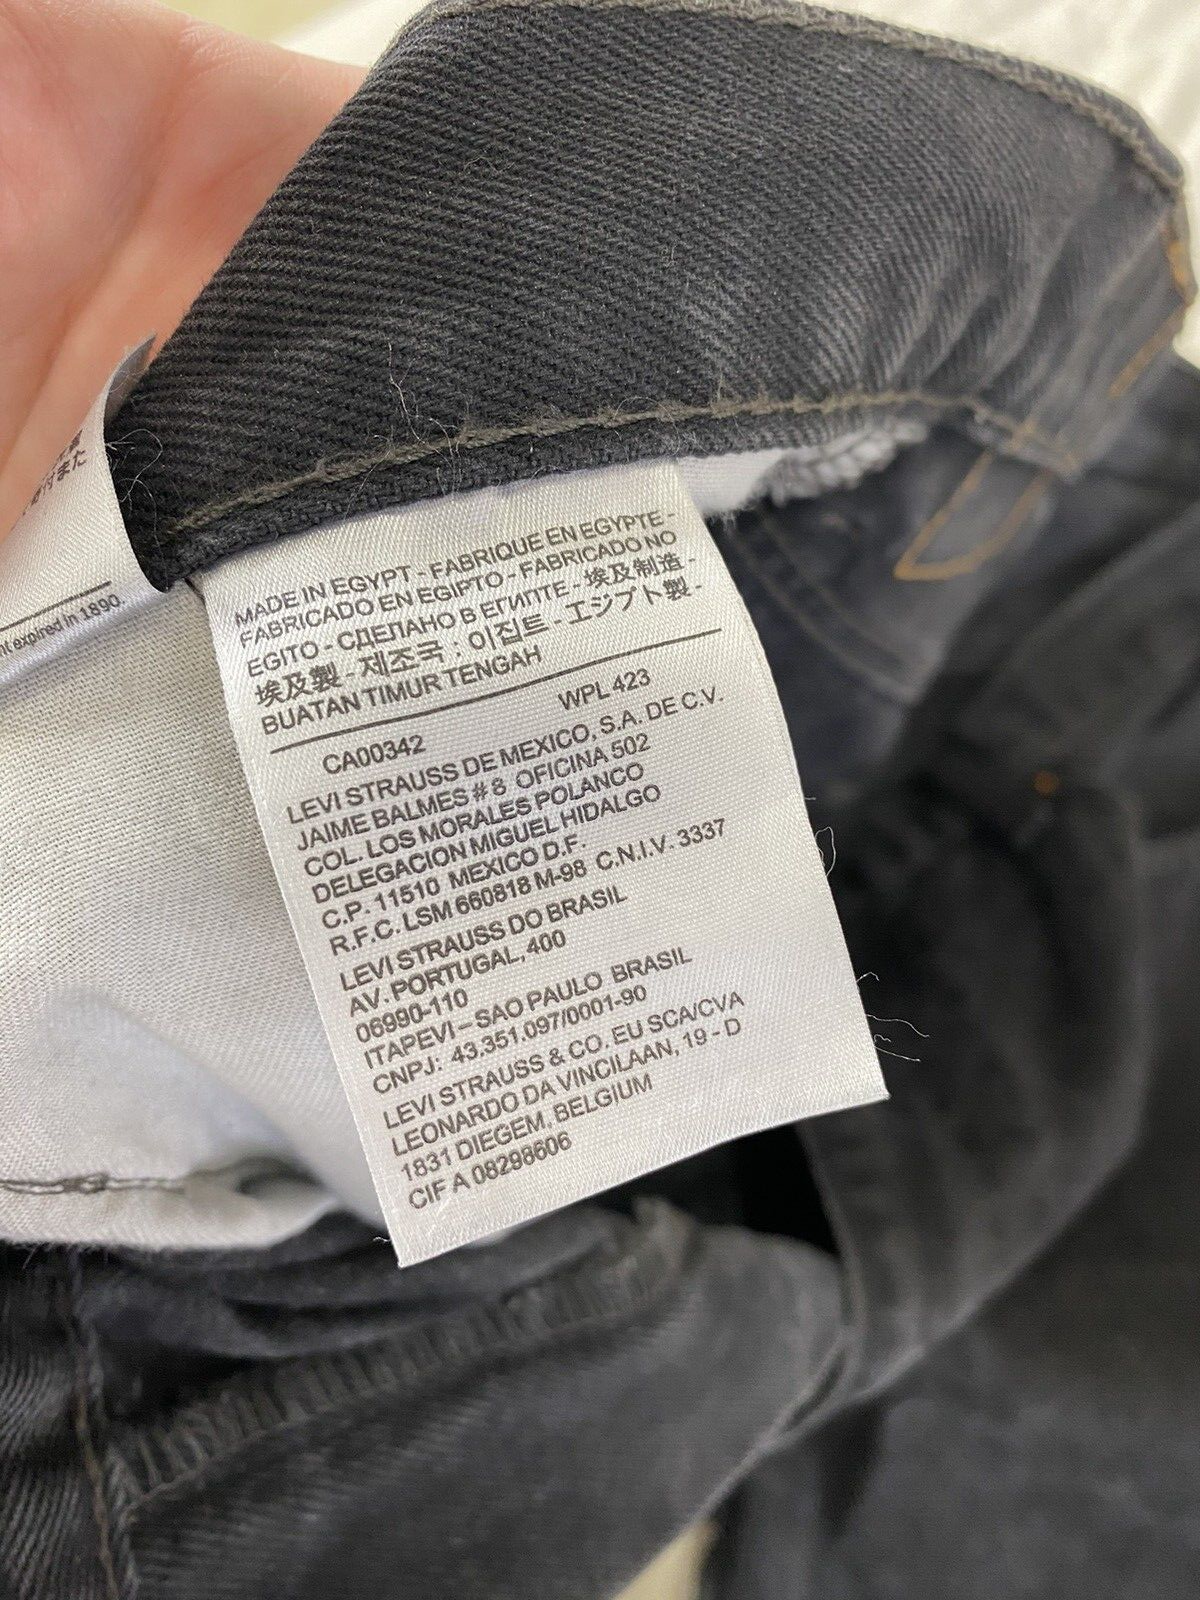 付また
nt expired in 1890.
MADE IN EGYPT - FABRIQUE EN EGYPTE -
FABRICADO EN EGIPTO - FABRICADO NO
EGITO - СДЕЛАНО В ЕГИПТЕ - 埃及制造 -
埃及製 - 제조국 : 이집트 - エジプト製 -
BUATAN TIMUR TENGAH
CA00342 WPL 423
LEVI STRAUSS DE MEXICO, S.A. DE C.V.
JAIME BALMES #8 OFICINA 502
COL. LOS MORALES POLANCO
DELEGACION MIGUEL HIDALGO
C.P. 11510 MEXICO D.F.
R.F.C. LSM 660818 M-98 C.N.I.V. 3337
LEVI STRAUSS DO BRASIL
AV. PORTUGAL, 400
06990-110
ITAPEVI – SAO PAULO BRASIL
CNPJ: 43.351.097/0001-90
LEVI STRAUSS & CO. EU SCA/CVA
LEONARDO DA VINCILAAN, 19 - D
1831 DIEGEM, BELGIUM
CIF A 08298606